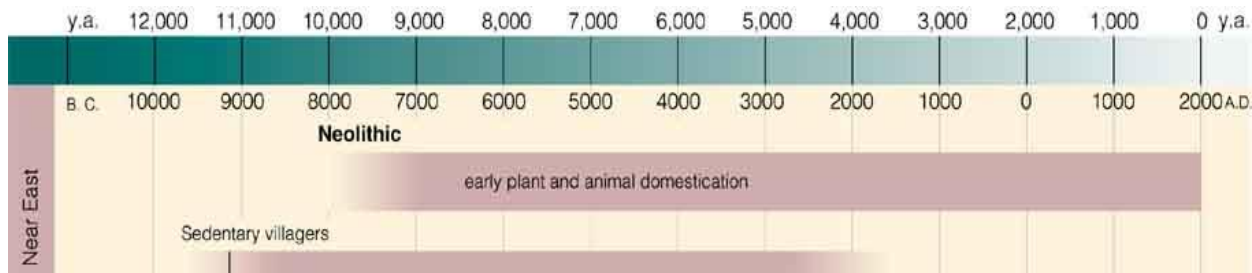 y.a. 12,000 11,000 10,000 9,000 8,000 7,000 6,000 5,000 4,000 3,000 2,000 1,000 0 y.a.
B. C. 10000 9000 8000 7000 6000 5000 4000 3000 2000 1000 0 1000 2000 A.D.
Neolithic
early plant and animal domestication
Near East
Sedentary villagers